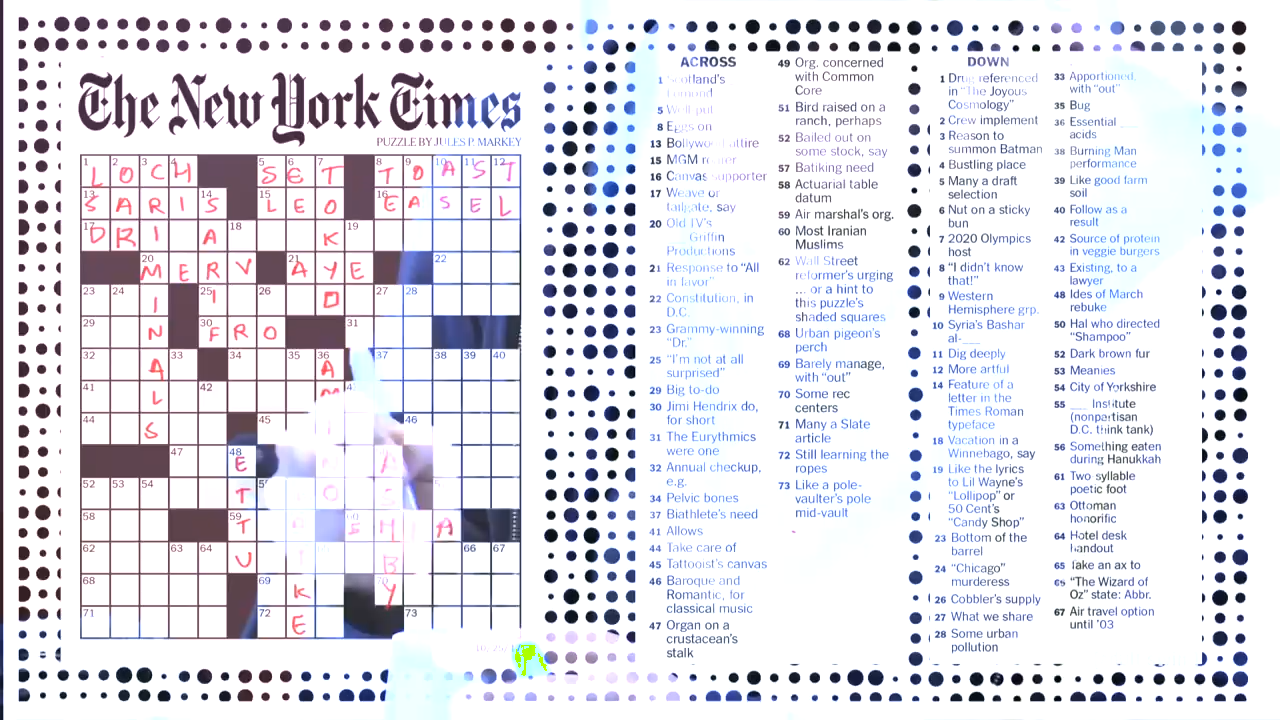 The New York Times
PUZZLE BY JULES P. MARKEY
L O C H S E T T O A S T
S A R I S L E O E A S E L
D R I A K
M E R V A Y E
I I O
N F R O
A A
L M
S
E A
T O S
T S H I A
U I B
K Y
E
ACROSS
1 Scotland's
Lomond
5 Well put
8 Eggs on
13 Bollywood attire
15 MGM roarer
16 Canvas supporter
17 Weave or
tailgate, say
20 Old TV's
Griffin
Productions
21 Response to “All
in favor”
22 Constitution, in
D.C.
23 Grammy-winning
“Dr.”
25 “I'm not at all
surprised”
29 Big to-do
30 Jimi Hendrix do,
for short
31 The Eurythmics
were one
32 Annual checkup,
e.g.
34 Pelvic bones
37 Biathlete's need
41 Allows
44 Take care of
45 Tattooist's canvas
46 Baroque and
Romantic, for
classical music
47 Organ on a
crustacean's
stalk
49 Org. concerned
with Common
Core
51 Bird raised on a
ranch, perhaps
52 Bailed out on
some stock, say
57 Batiking need
58 Actuarial table
datum
59 Air marshal's org.
60 Most Iranian
Muslims
62 Wall Street
reformer's urging
... or a hint to
this puzzle's
shaded squares
68 Urban pigeon's
perch
69 Barely manage,
with “out”
70 Some rec
centers
71 Many a Slate
article
72 Still learning the
ropes
73 Like a pole-
vaulter's pole
mid-vault
DOWN
1 Drug referenced
in “The Joyous
Cosmology”
2 Crew implement
3 Reason to
summon Batman
4 Bustling place
5 Many a draft
selection
6 Nut on a sticky
bun
7 2020 Olympics
host
8 “I didn't know
that!”
9 Western
Hemisphere grp.
10 Syria's Bashar
al-___
11 Dig deeply
12 More artful
14 Feature of a
letter in the
Times Roman
typeface
18 Vacation in a
Winnebago, say
19 Like the lyrics
to Lil Wayne's
“Lollipop” or
50 Cent's
“Candy Shop”
23 Bottom of the
barrel
24 “Chicago”
murderess
26 Cobbler's supply
27 What we share
28 Some urban
pollution
33 Apportioned,
with “out”
35 Bug
36 Essential ___
acids
38 Burning Man
performance
39 Like good farm
soil
40 Follow as a
result
42 Source of protein
in veggie burgers
43 Existing, to a
lawyer
48 Ides of March
rebuke
50 Hal who directed
“Shampoo”
52 Dark brown fur
53 Meanies
54 City of Yorkshire
55 ___ Institute
(nonpartisan
D.C. think tank)
56 Something eaten
during Hanukkah
61 Two-syllable
poetic foot
63 Ottoman
honorific
64 Hotel desk
handout
65 Take an ax to
“The Wizard of
Oz” state: Abbr.
67 Air travel option
until '03